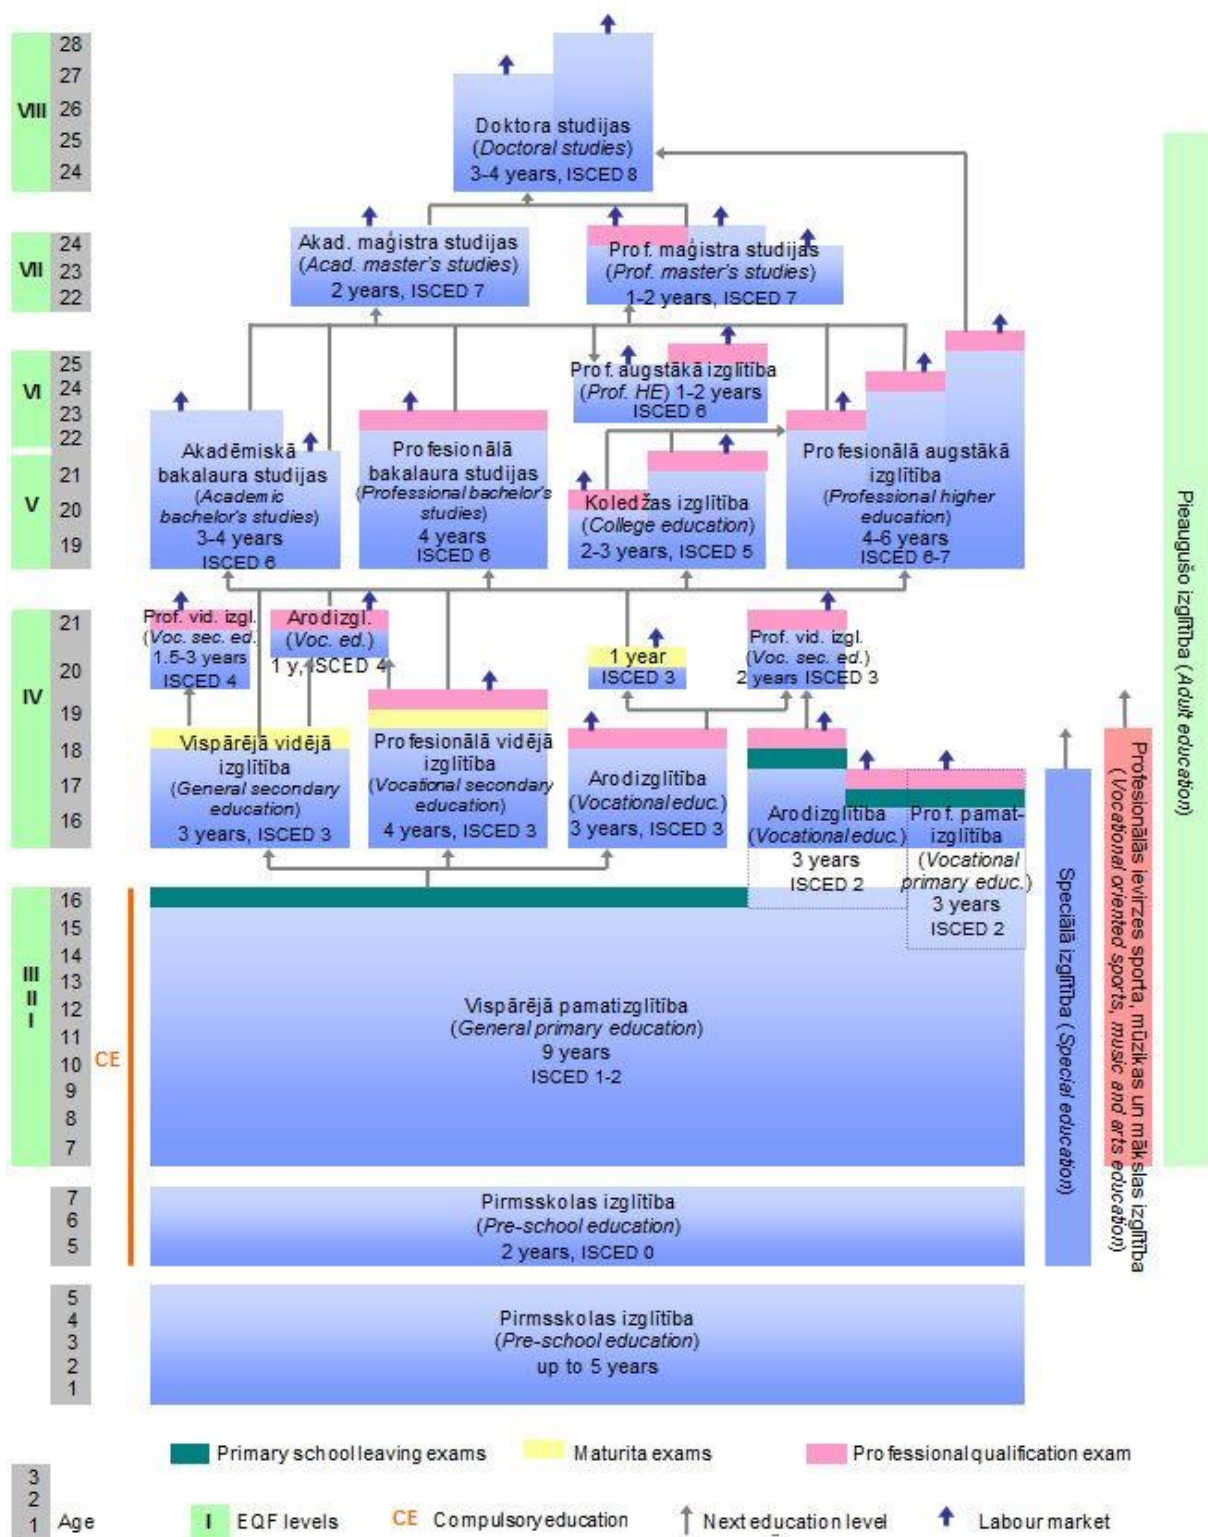 28
27
VIII
26
25
24
Doktora studijas
(Doctoral studies)
3-4 years, ISCED 8
24
VII
23
22
Akad. maģistra studijas
(Acad. master's studies)
2 years, ISCED 7
Prof. maģistra studijas
(Prof. master's studies)
1-2 years, ISCED 7
25
VI
24
23
22
Prof. augstākā izglītība
(Prof. HE) 1-2 years
ISCED 6
21
V
20
19
Akadēmiskā
bakalaura studijas
(Academic
bachelor's studies)
3-4 years
ISCED 6
Profesionālā
bakalaura studijas
(Professional bachelor's
studies)
4 years
ISCED 6
Koledžas izglītība
(College education)
2-3 years, ISCED 5
Profesionālā augstākā
izglītība
(Professional higher
education)
4-6 years
ISCED 6-7
21
20
IV
19
18
17
16
Prof. vid. izgl.
(Voc. sec. ed.)
1.5-3 years
ISCED 4
Arodizgl.
(Voc. ed.)
1 y, ISCED 4
1 year
ISCED 3
Prof. vid. izgl.
(Voc. sec. ed.)
2 years ISCED 3
Vispārējā vidējā
izglītība
(General secondary
education)
3 years, ISCED 3
Profesionālā vidējā
izglītība
(Vocational secondary
education)
4 years, ISCED 3
Arodizglītība
(Vocational educ.)
3 years, ISCED 3
Arodizglītība
(Vocational educ.)
3 years
ISCED 2
Prof. pamat-
izglītība
(Vocational
primary educ.)
3 years
ISCED 2
16
15
14
III
13
II
12
I
11
10
9
8
7
CE
Vispārējā pamatizglītība
(General primary education)
9 years
ISCED 1-2
7
6
5
Pirmsskolas izglītība
(Pre-school education)
2 years, ISCED 0
5
4
3
2
1
Pirmsskolas izglītība
(Pre-school education)
up to 5 years
Speciālā izglītība (Special education)
Profesionālās ievirzes sporta, mūzikas un mākslas izglītība
(Vocational oriented sports, music and arts education)
Pieaugušo izglītība (Adult education)
Primary school leaving exams
Maturita exams
Professional qualification exam
3
2
1
Age
I
EQF levels
CE
Compulsory education
Next education level
Labour market